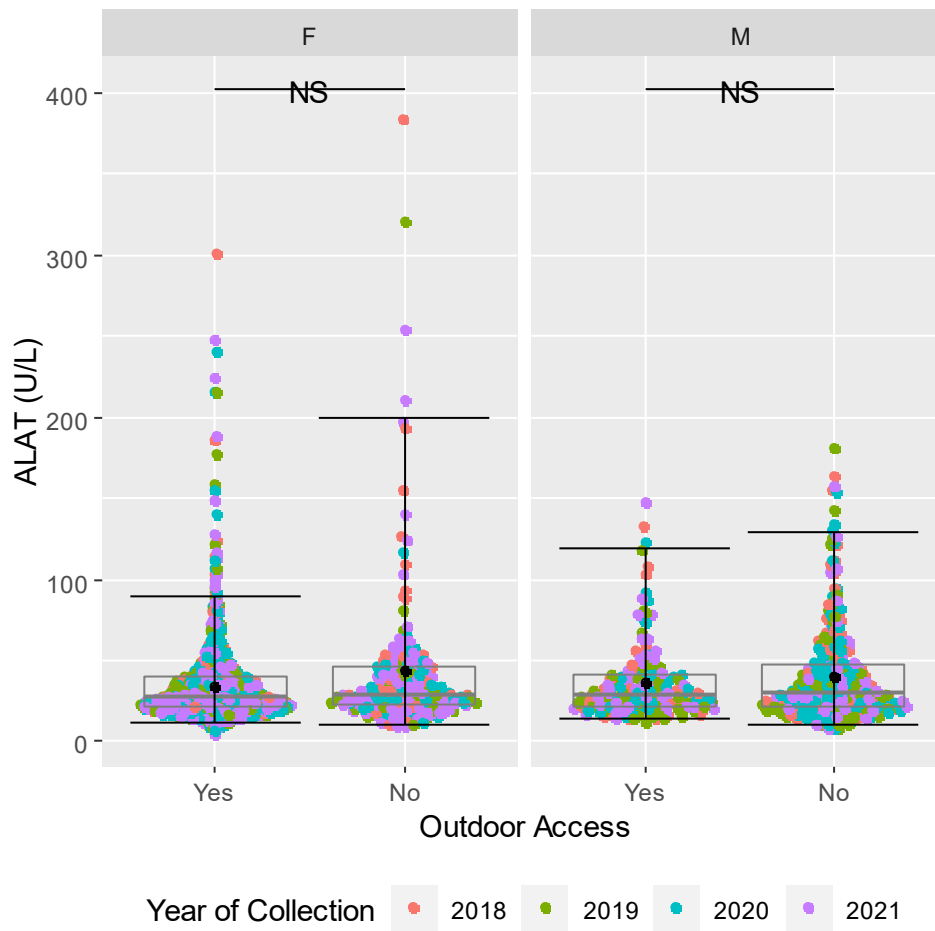 F M
NS NS
400
300
200
100
0
ALAT (U/L)
Yes No Yes No
Outdoor Access
Year of Collection 2018 2019 2020 2021